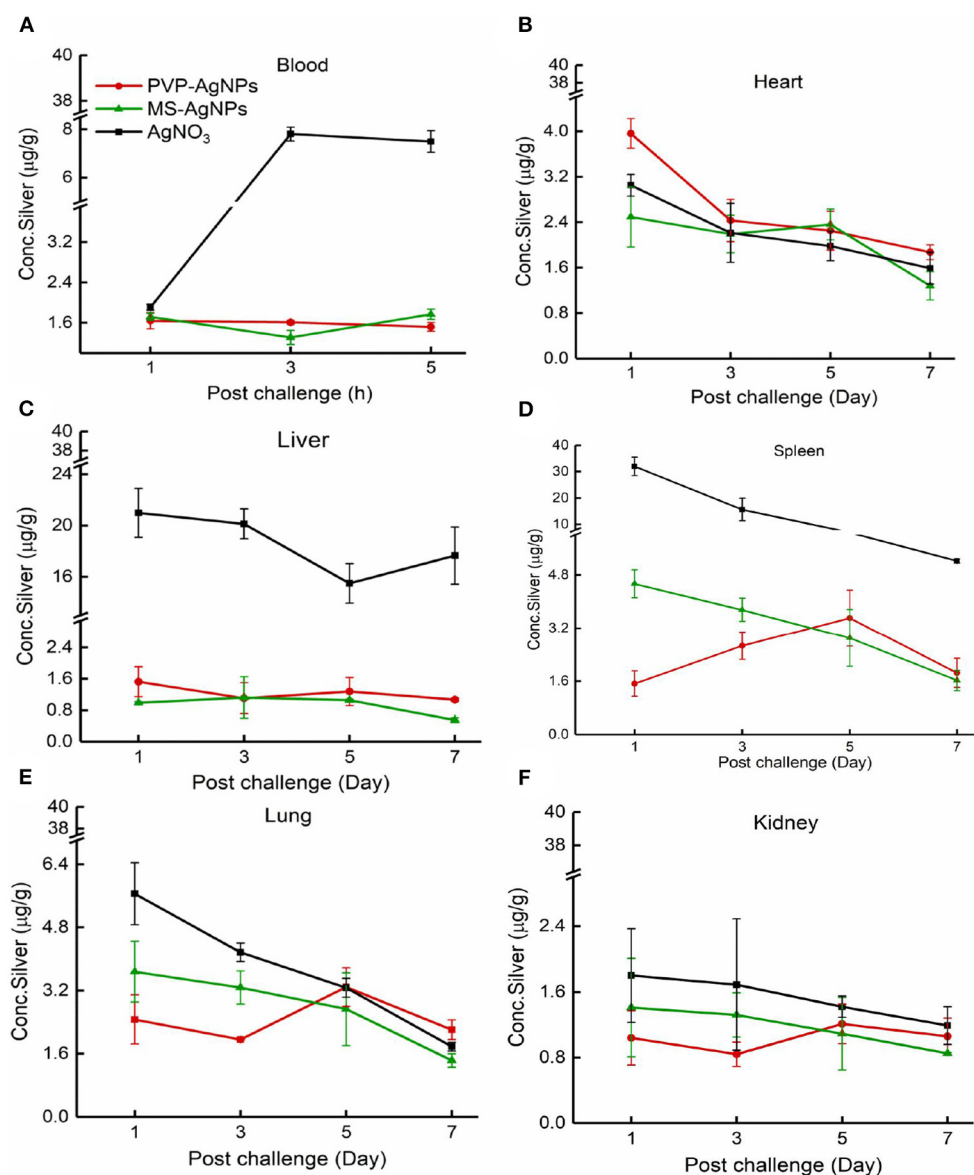 A
Blood
PVP-AgNPs
MS-AgNPs
AgNO3
Conc.Silver (μg/g)
40
38
8
6
3.2
2.4
1.6
1 3 5
Post challenge (h)
B
Heart
Conc.Silver (μg/g)
40
38
4.0
3.2
2.4
1.6
0.0
1 3 5 7
Post challenge (Day)
C
Liver
Conc.Silver (μg/g)
40
38
24
20
16
2.4
1.6
0.8
0.0
1 3 5 7
Post challenge (Day)
D
Spleen
Conc.Silver (μg/g)
40
30
20
10
4.8
3.2
1.6
0.0
1 3 5 7
Post challenge (Day)
E
Lung
Conc.Silver (μg/g)
40
38
6.4
4.8
3.2
1.6
0.0
1 3 5 7
Post challenge (Day)
F
Kidney
Conc.Silver (μg/g)
40
38
2.4
1.6
0.8
0.0
1 3 5 7
Post challenge (Day)